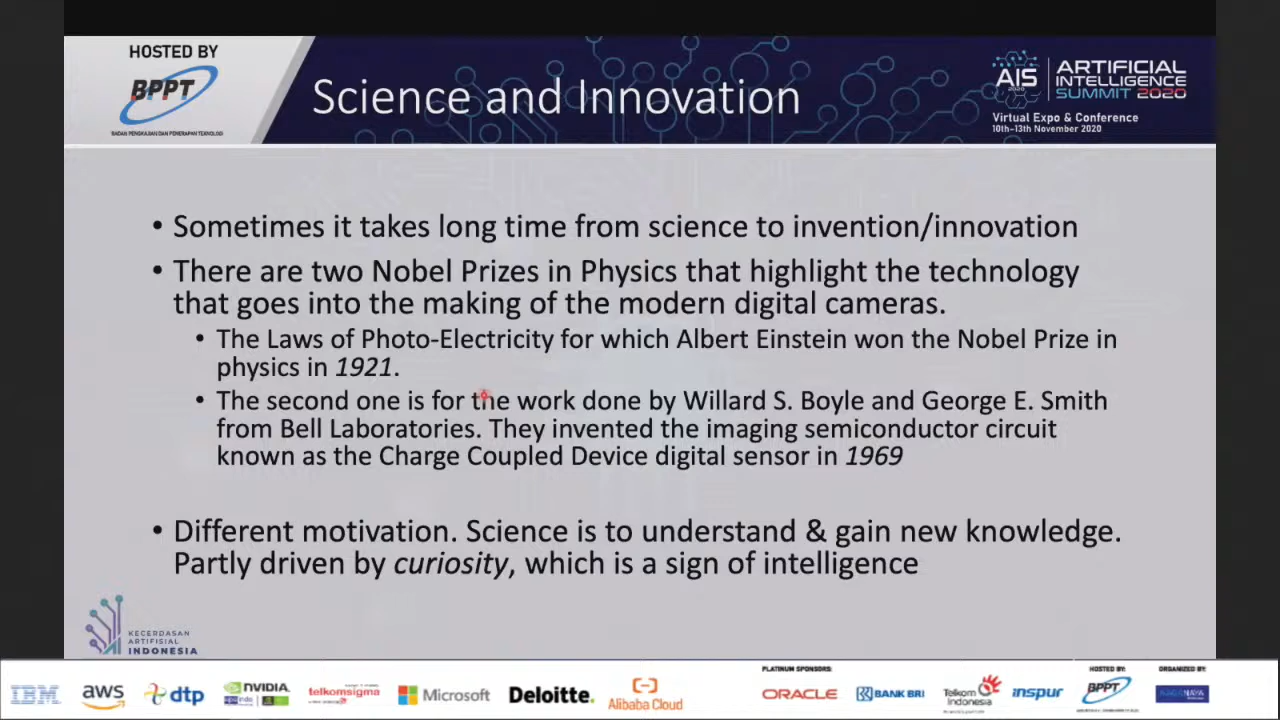 HOSTED BY
BPPT
BADAN PENGKAJIAN DAN PENERAPAN TEKNOLOGI
Science and Innovation
AIS 2020
ARTIFICIAL
INTELLIGENCE
SUMMIT 2020
Virtual Expo & Conference
10th-13th November 2020
• Sometimes it takes long time from science to invention/innovation
• There are two Nobel Prizes in Physics that highlight the technology
that goes into the making of the modern digital cameras.
• The Laws of Photo-Electricity for which Albert Einstein won the Nobel Prize in
physics in 1921.
• The second one is for the work done by Willard S. Boyle and George E. Smith
from Bell Laboratories. They invented the imaging semiconductor circuit
known as the Charge Coupled Device digital sensor in 1969
• Different motivation. Science is to understand & gain new knowledge.
Partly driven by curiosity, which is a sign of intelligence
KECERDASAN
ARTIFISIAL
INDONESIA
IBM
aws
dtp
NVIDIA.
telkomsigma
Microsoft
Deloitte.
Alibaba Cloud
PLATINUM SPONSORS:
ORACLE
BANK BRI
Telkom
Indonesia
inspur
HOSTED BY:
BPPT
ORGANIZED BY: